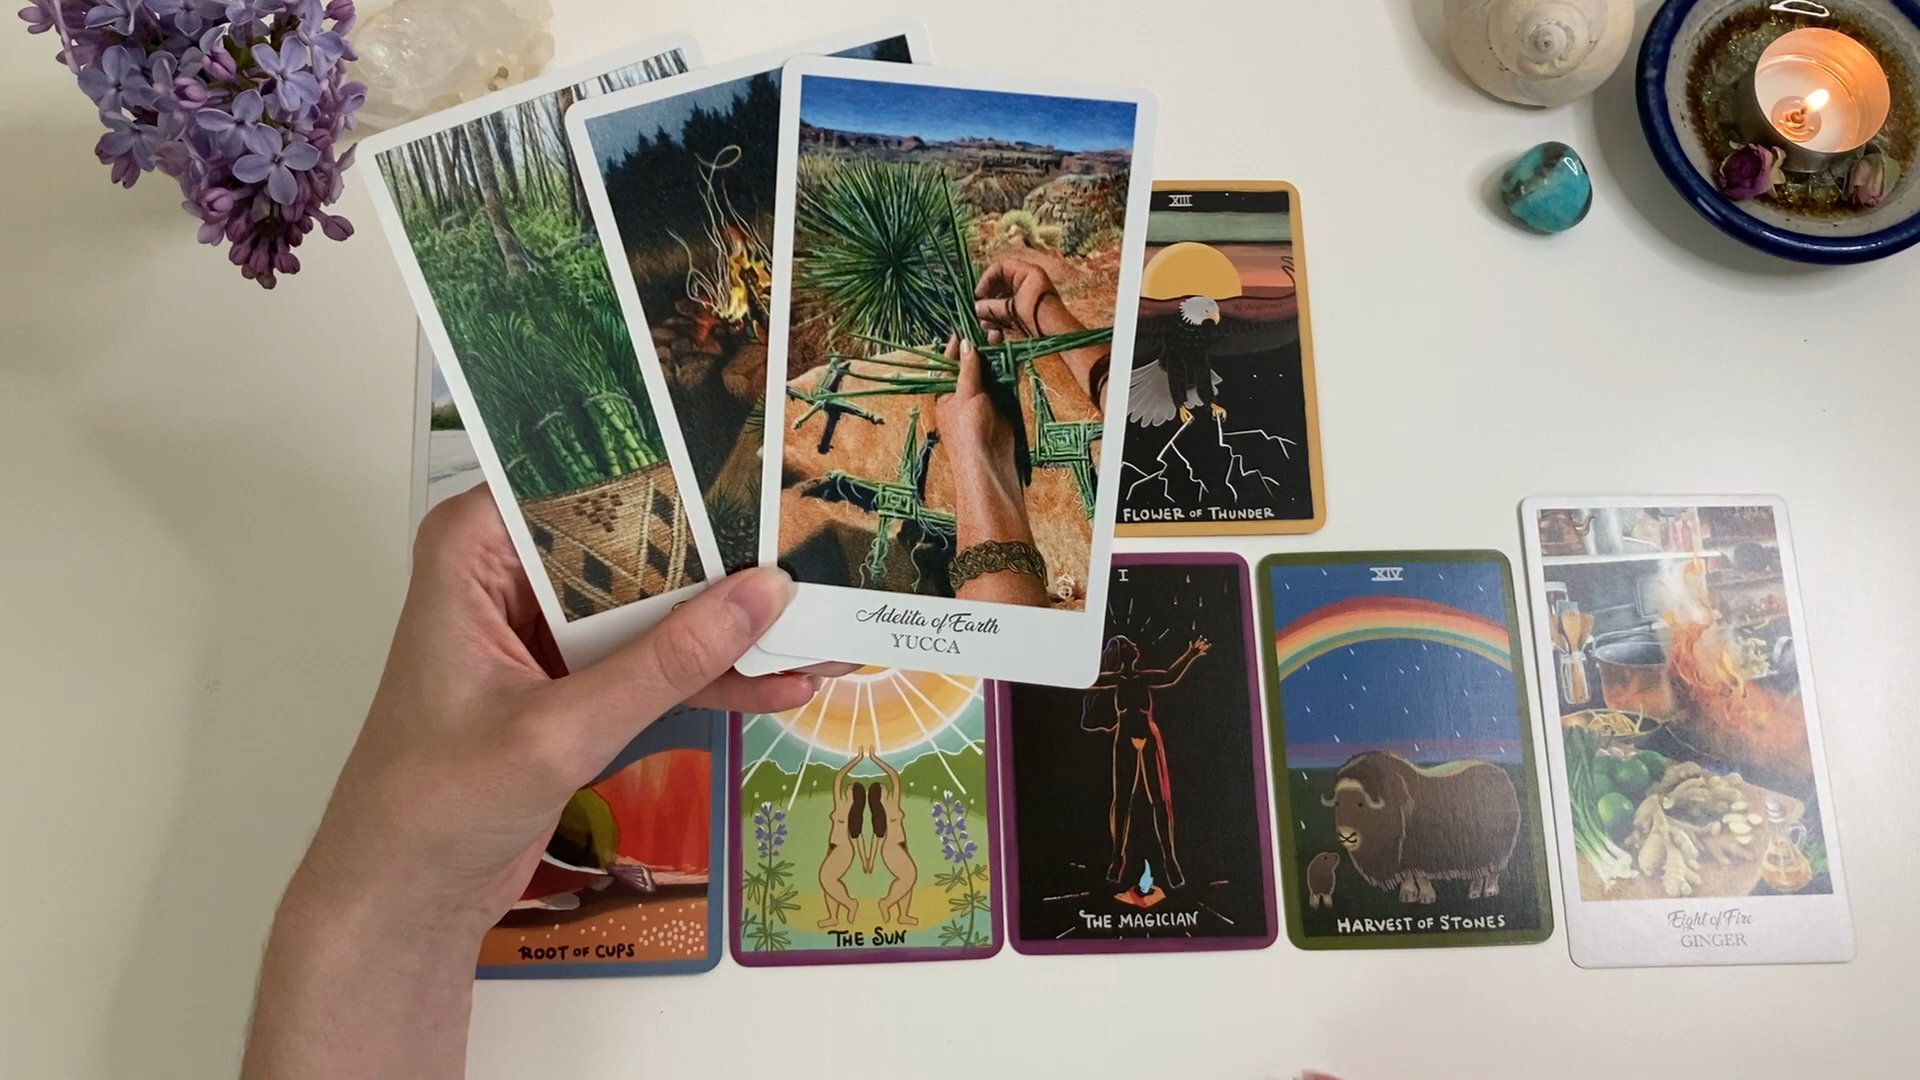 Adelita of Earth
YUCCA
XIII
FLOWER OF THUNDER
ROOT OF CUPS
THE SUN
I
THE MAGICIAN
XIV
HARVEST OF STONES
Eight of Fire
GINGER